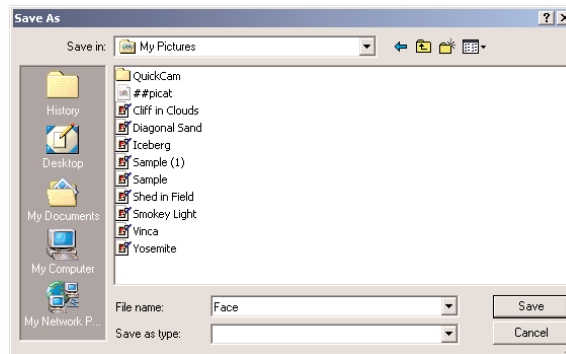 Save As
Save in:
My Pictures
History
Desktop
My Documents
My Computer
My Network P...
QuickCam
##picat
Cliff in Clouds
Diagonal Sand
Iceberg
Sample (1)
Sample
Shed in Field
Smokey Light
Vinca
Yosemite
File name:
Face
Save
Save as type:
Cancel